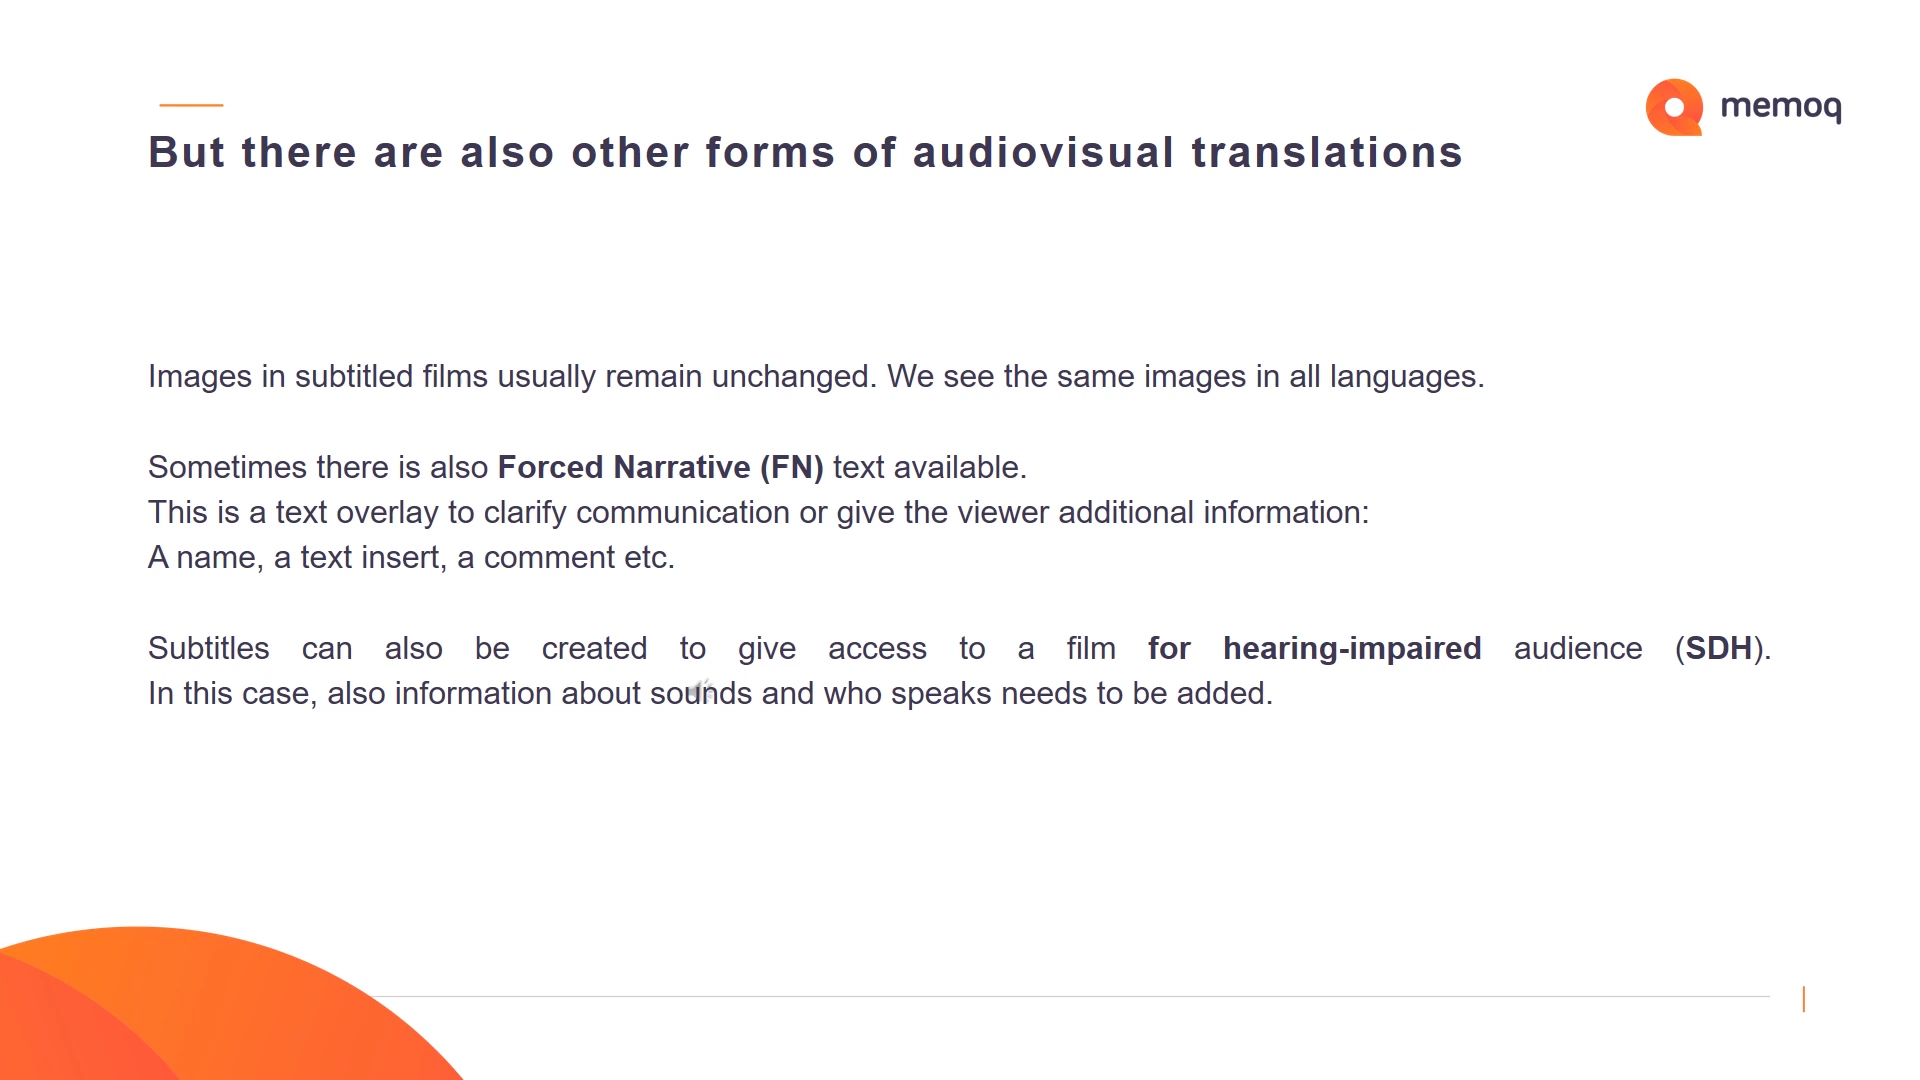 memoq
But there are also other forms of audiovisual translations
Images in subtitled films usually remain unchanged. We see the same images in all languages.
Sometimes there is also Forced Narrative (FN) text available.
This is a text overlay to clarify communication or give the viewer additional information:
A name, a text insert, a comment etc.
Subtitles can also be created to give access to a film for hearing-impaired audience (SDH).
In this case, also information about sounds and who speaks needs to be added.